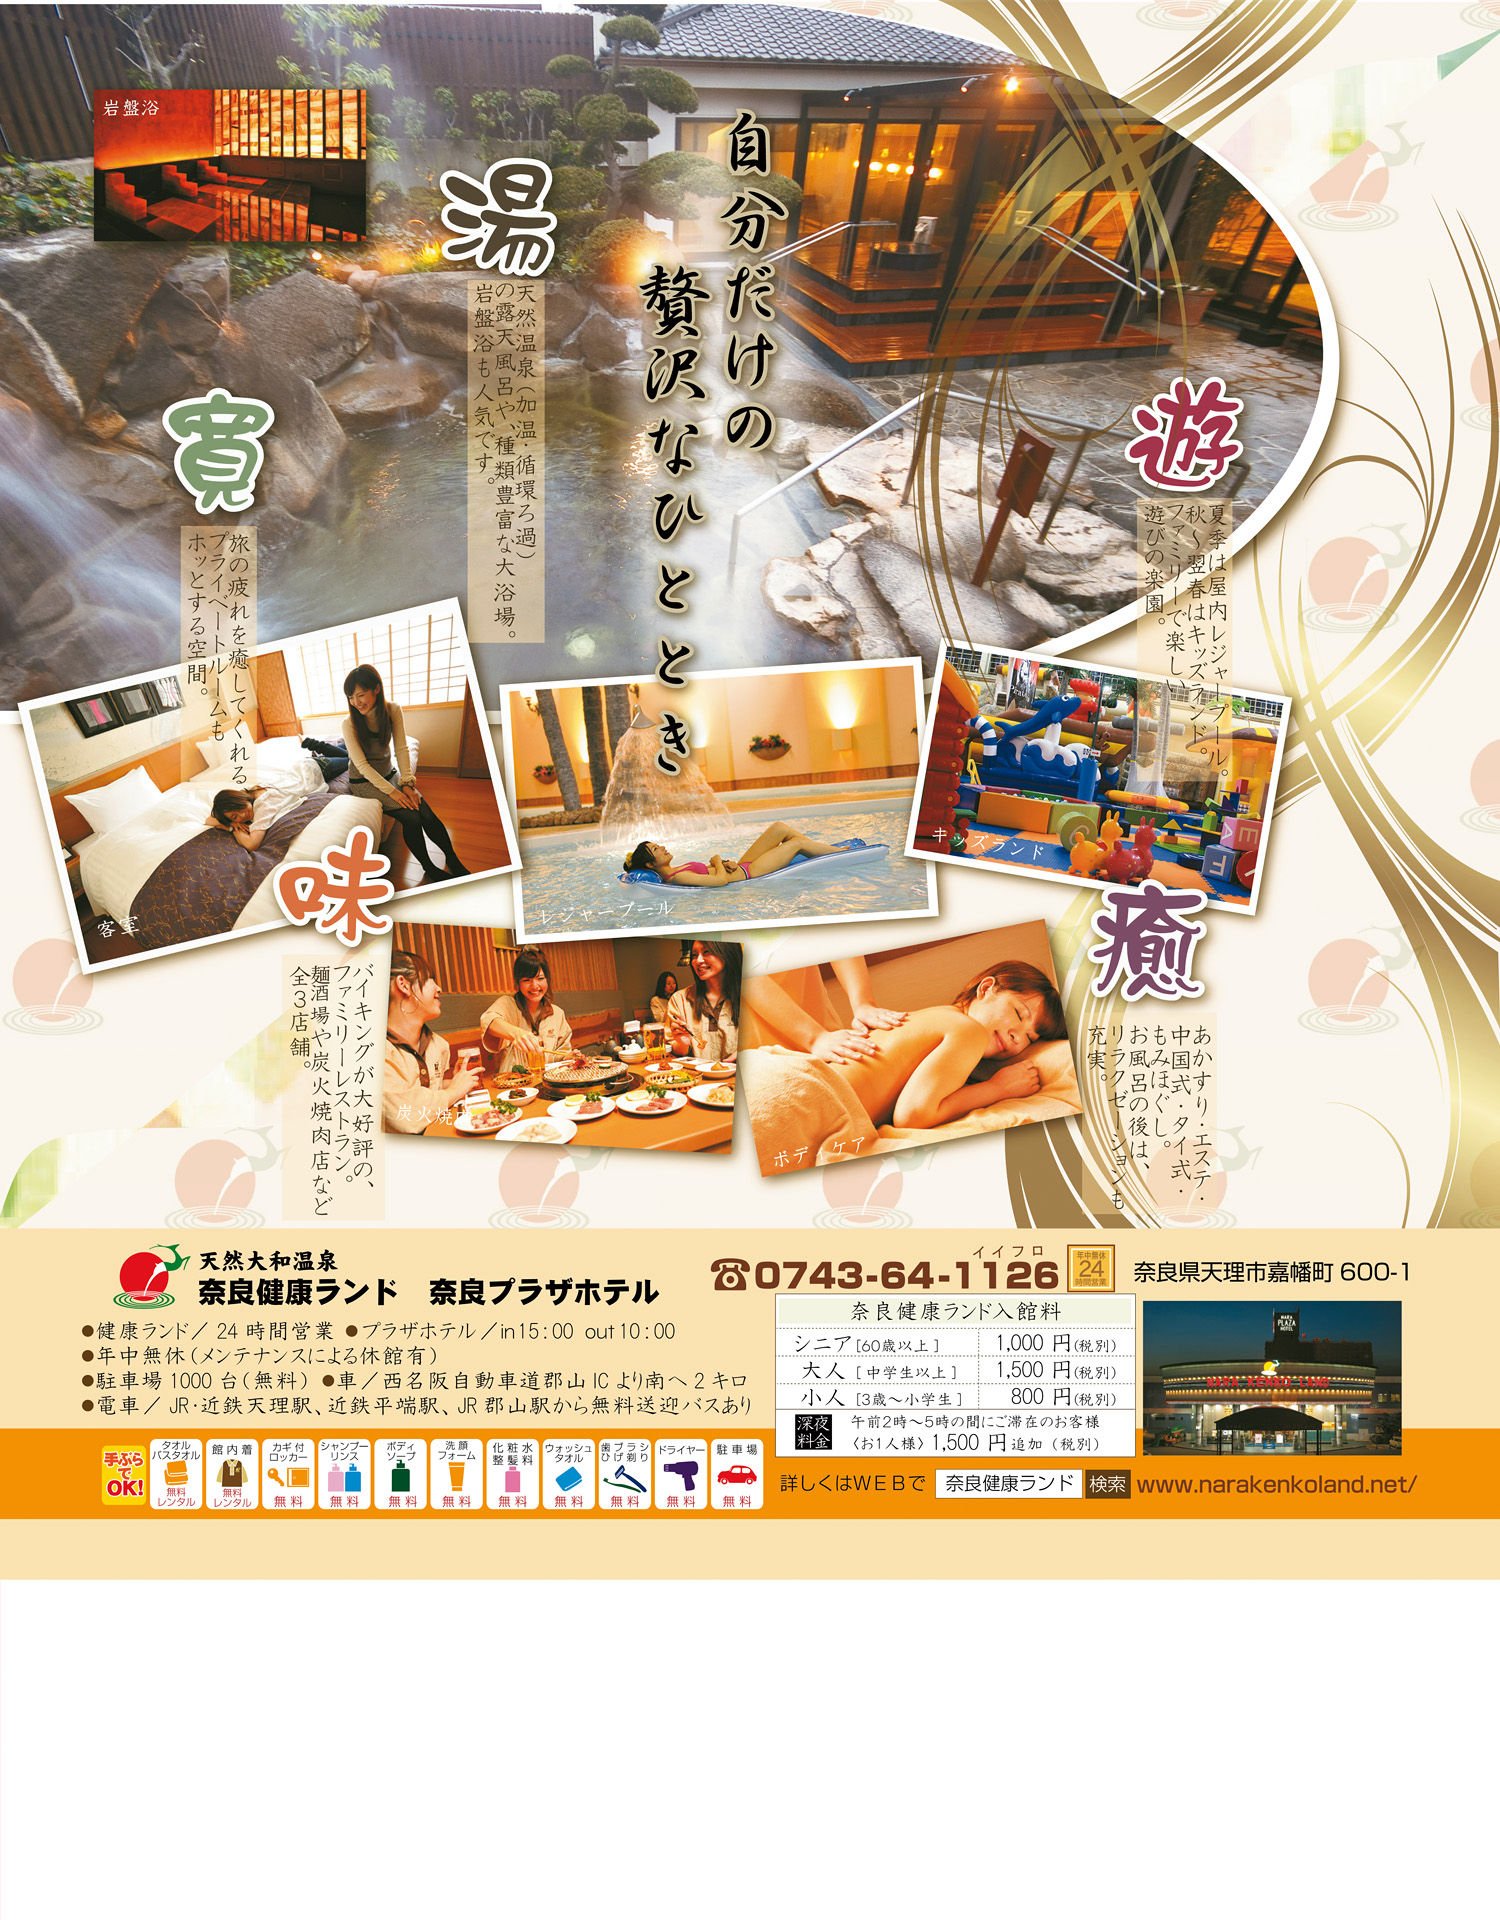 岩盤浴
自分だけの
贅沢なひととき
湯
天然温泉(加温・循環ろ過)
の露天風呂や、種類豊富な大浴場。
岩盤浴も人気です。
寛
旅の疲れを癒してくれる、
プライベートルームも
ホッとする空間。
遊
夏季は屋内レジャープール。
秋〜翌春はキッズランド。
ファミリーで楽しい
遊びの楽園。
客室
レジャープール
キッズランド
味
バイキングが大好評の、
ファミリーレストラン。
麺酒場や炭火焼肉店など
全3店舗。
炭火焼肉
ボディケア
癒
あかすり・エステ・
中国式・タイ式・
もみほぐし。
お風呂の後は、
リラクゼーションも
充実。
天然大和温泉
奈良健康ランド 奈良プラザホテル
●健康ランド/24時間営業 ●プラザホテル/in15:00 out10:00
●年中無休(メンテナンスによる休館有)
●駐車場1000台(無料) ●車/西名阪自動車道郡山ICより南へ2キロ
●電車/JR・近鉄天理駅、近鉄平端駅、JR郡山駅から無料送迎バスあり
イイフロ
☎0743-64-1126
年中無休
24
時間営業
奈良県天理市嘉幡町600-1
奈良健康ランド入館料
シニア[60歳以上] 1,000円(税別)
大人[中学生以上] 1,500円(税別)
小人[3歳〜小学生] 800円(税別)
深夜料金
午前2時〜5時の間にご滞在のお客様
〈お1人様〉1,500円追加(税別)
NARA PLAZA HOTEL
NARA KENKO LAND
手ぶらでOK!
タオル バスタオル 無料レンタル
館内着 無料レンタル
カギ付ロッカー 無料
シャンプー リンス 無料
ボディソープ 無料
洗顔フォーム 無料
化粧水 整髪料 無料
ウォッシュタオル 無料
歯ブラシ ひげ剃り 無料
ドライヤー 無料
駐車場 無料
詳しくはWEBで 奈良健康ランド 検索 www.narakenkoland.net/